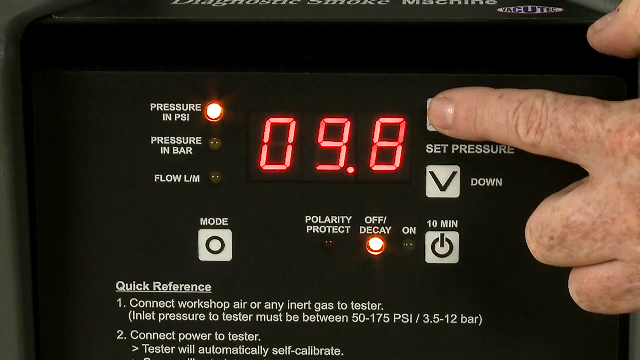 Diagnostic Smoke Machine
VACUTEC
PRESSURE
IN PSI
PRESSURE
IN BAR
FLOW L/M
09.8
SET PRESSURE
DOWN
MODE
POLARITY
PROTECT
OFF/
DECAY
ON
10 MIN
Quick Reference
1. Connect workshop air or any inert gas to tester.
(Inlet pressure to tester must be between 50-175 PSI / 3.5-12 bar)
2. Connect power to tester.
> Tester will automatically self-calibrate.